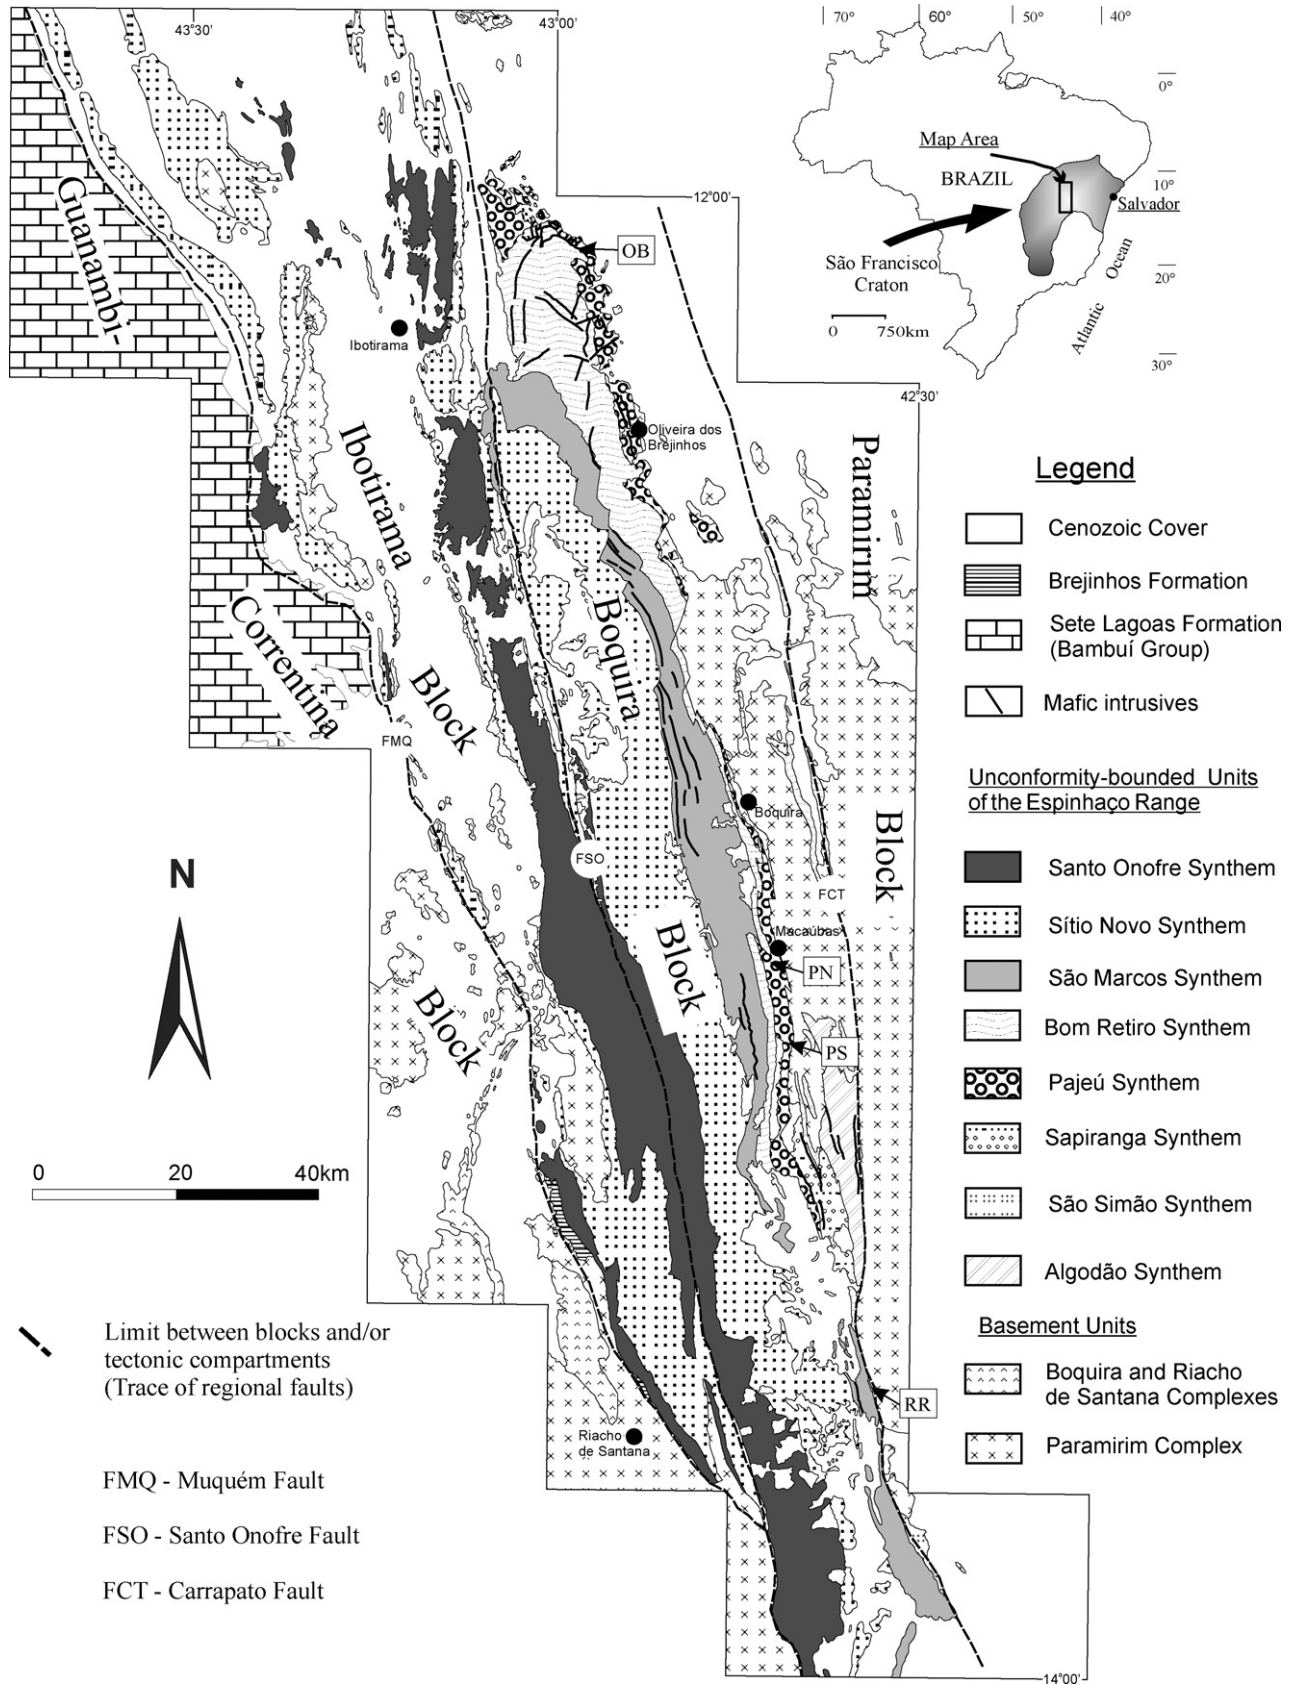 43°30'
43°00'
70°
60°
50°
40°
0°
Map Area
BRAZIL
10°
Salvador
12°00'
OB
Guanambi-
São Francisco
Craton
Ocean
20°
Atlantic
0 750km
30°
Ibotirama
42°30'
Oliveira dos
Brejinhos
Ibotirama
Paramirim
Legend
Cenozoic Cover
Brejinhos Formation
Correntina
Boquira
Sete Lagoas Formation
(Bambuí Group)
Block
Mafic intrusives
FMQ
Unconformity-bounded Units
of the Espinhaço Range
Boquira
Block
FSO
Santo Onofre Synthem
N
FCT
Sítio Novo Synthem
Block
Macaúbas
PN
São Marcos Synthem
Block
Bom Retiro Synthem
PS
Pajeú Synthem
Sapiranga Synthem
0 20 40km
São Simão Synthem
Algodão Synthem
Limit between blocks and/or
tectonic compartments
(Trace of regional faults)
Basement Units
Boquira and Riacho
de Santana Complexes
RR
Riacho
de Santana
Paramirim Complex
FMQ - Muquém Fault
FSO - Santo Onofre Fault
FCT - Carrapato Fault
14°00'